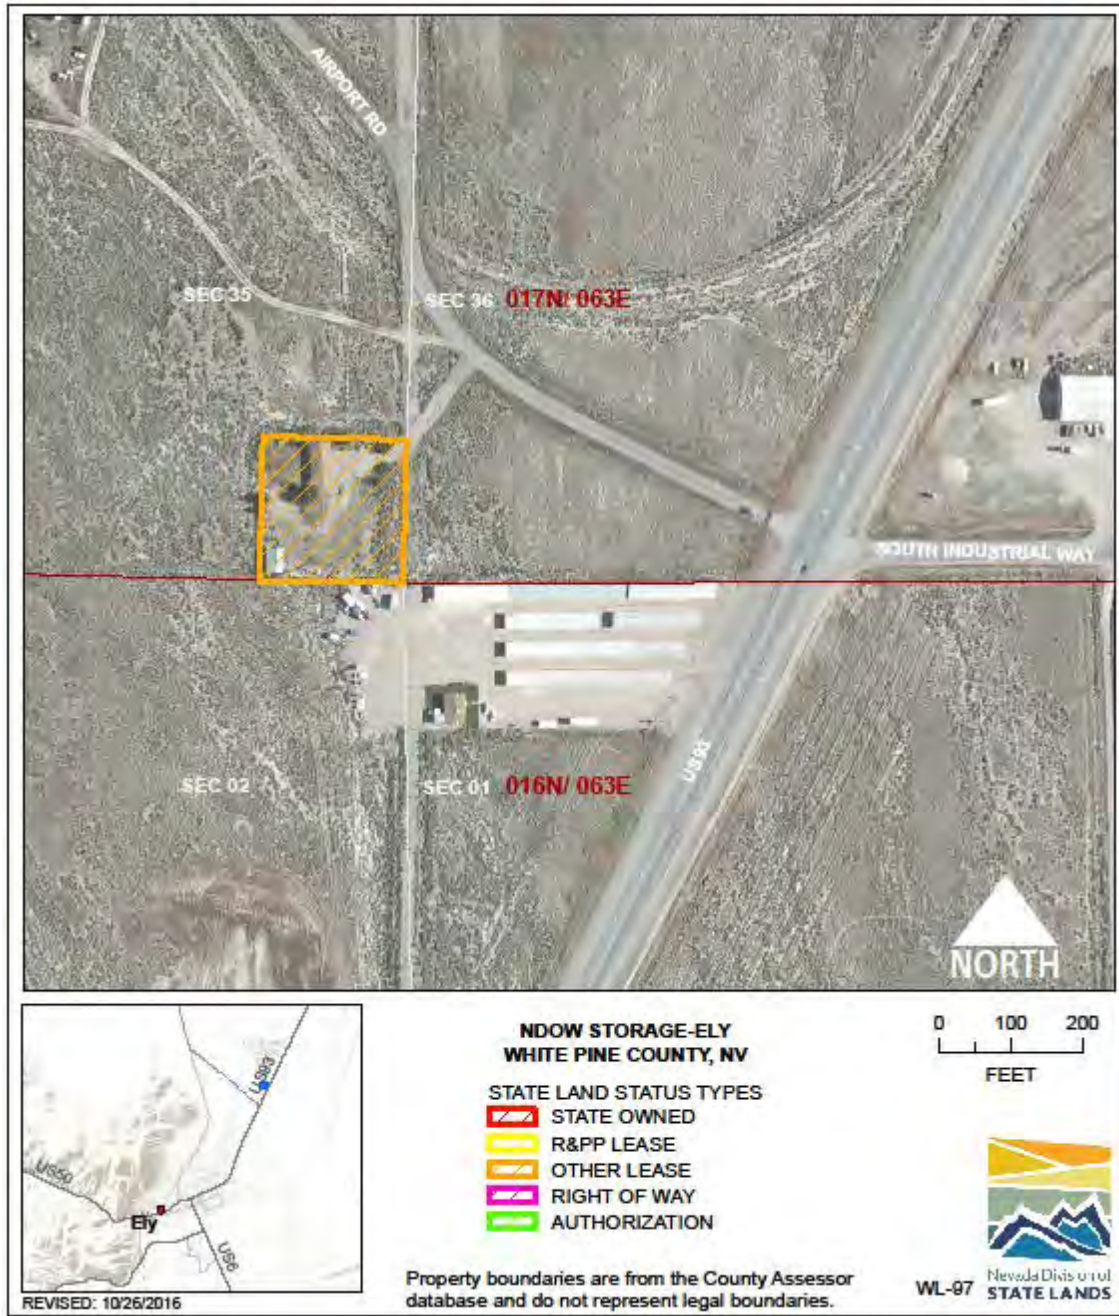 AIRPORT RD
SEC 35
SEC 36 017N/ 063E
SOUTH INDUSTRIAL WAY
US93
SEC 02
SEC 01 016N/ 063E
NORTH
US93
US50
Ely
US6
REVISED: 10/26/2016
NDOW STORAGE-ELY
WHITE PINE COUNTY, NV
STATE LAND STATUS TYPES
STATE OWNED
R&PP LEASE
OTHER LEASE
RIGHT OF WAY
AUTHORIZATION
Property boundaries are from the County Assessor
database and do not represent legal boundaries.
0 100 200
FEET
WL-97
Nevada Division of
STATE LANDS